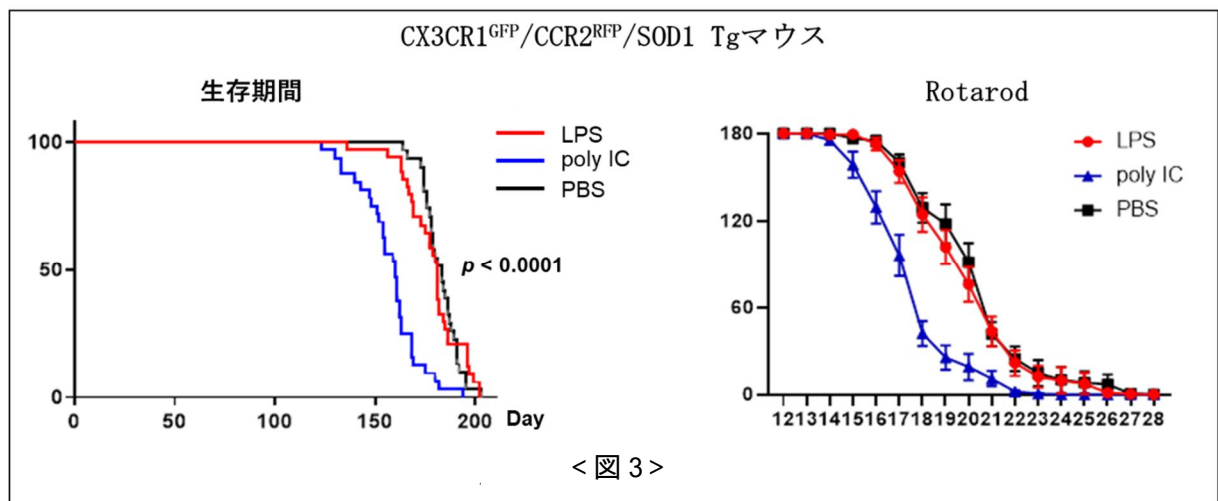 CX3CR1GFP/CCR2RFP/SOD1 Tgマウス
生存期間
100
50
0
0 50 100 150 200 Day
LPS
poly IC
PBS
p < 0.0001
Rotarod
180
120
60
0
12 13 14 15 16 17 18 19 20 21 22 23 24 25 26 27 28
LPS
poly IC
PBS
<図3>